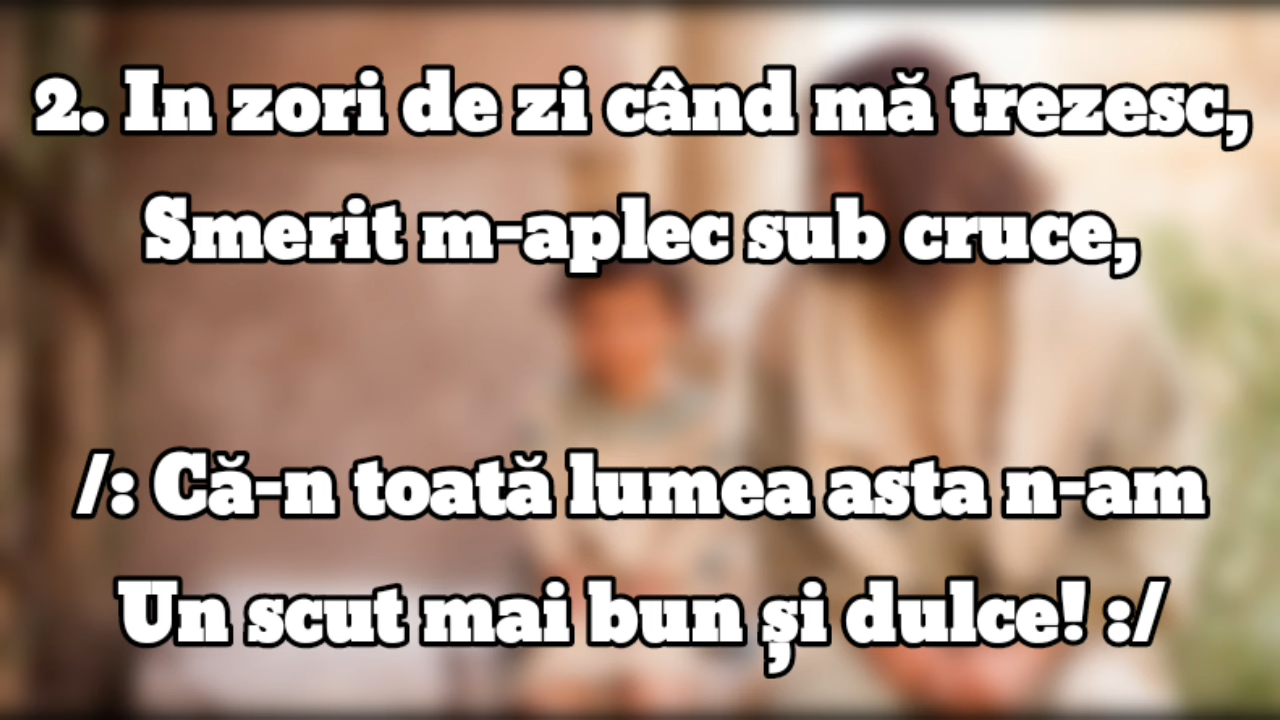 2. In zori de zi când mă trezesc,
Smerit m-aplec sub cruce,
/: Că-n toată lumea asta n-am
Un scut mai bun și dulce! :/